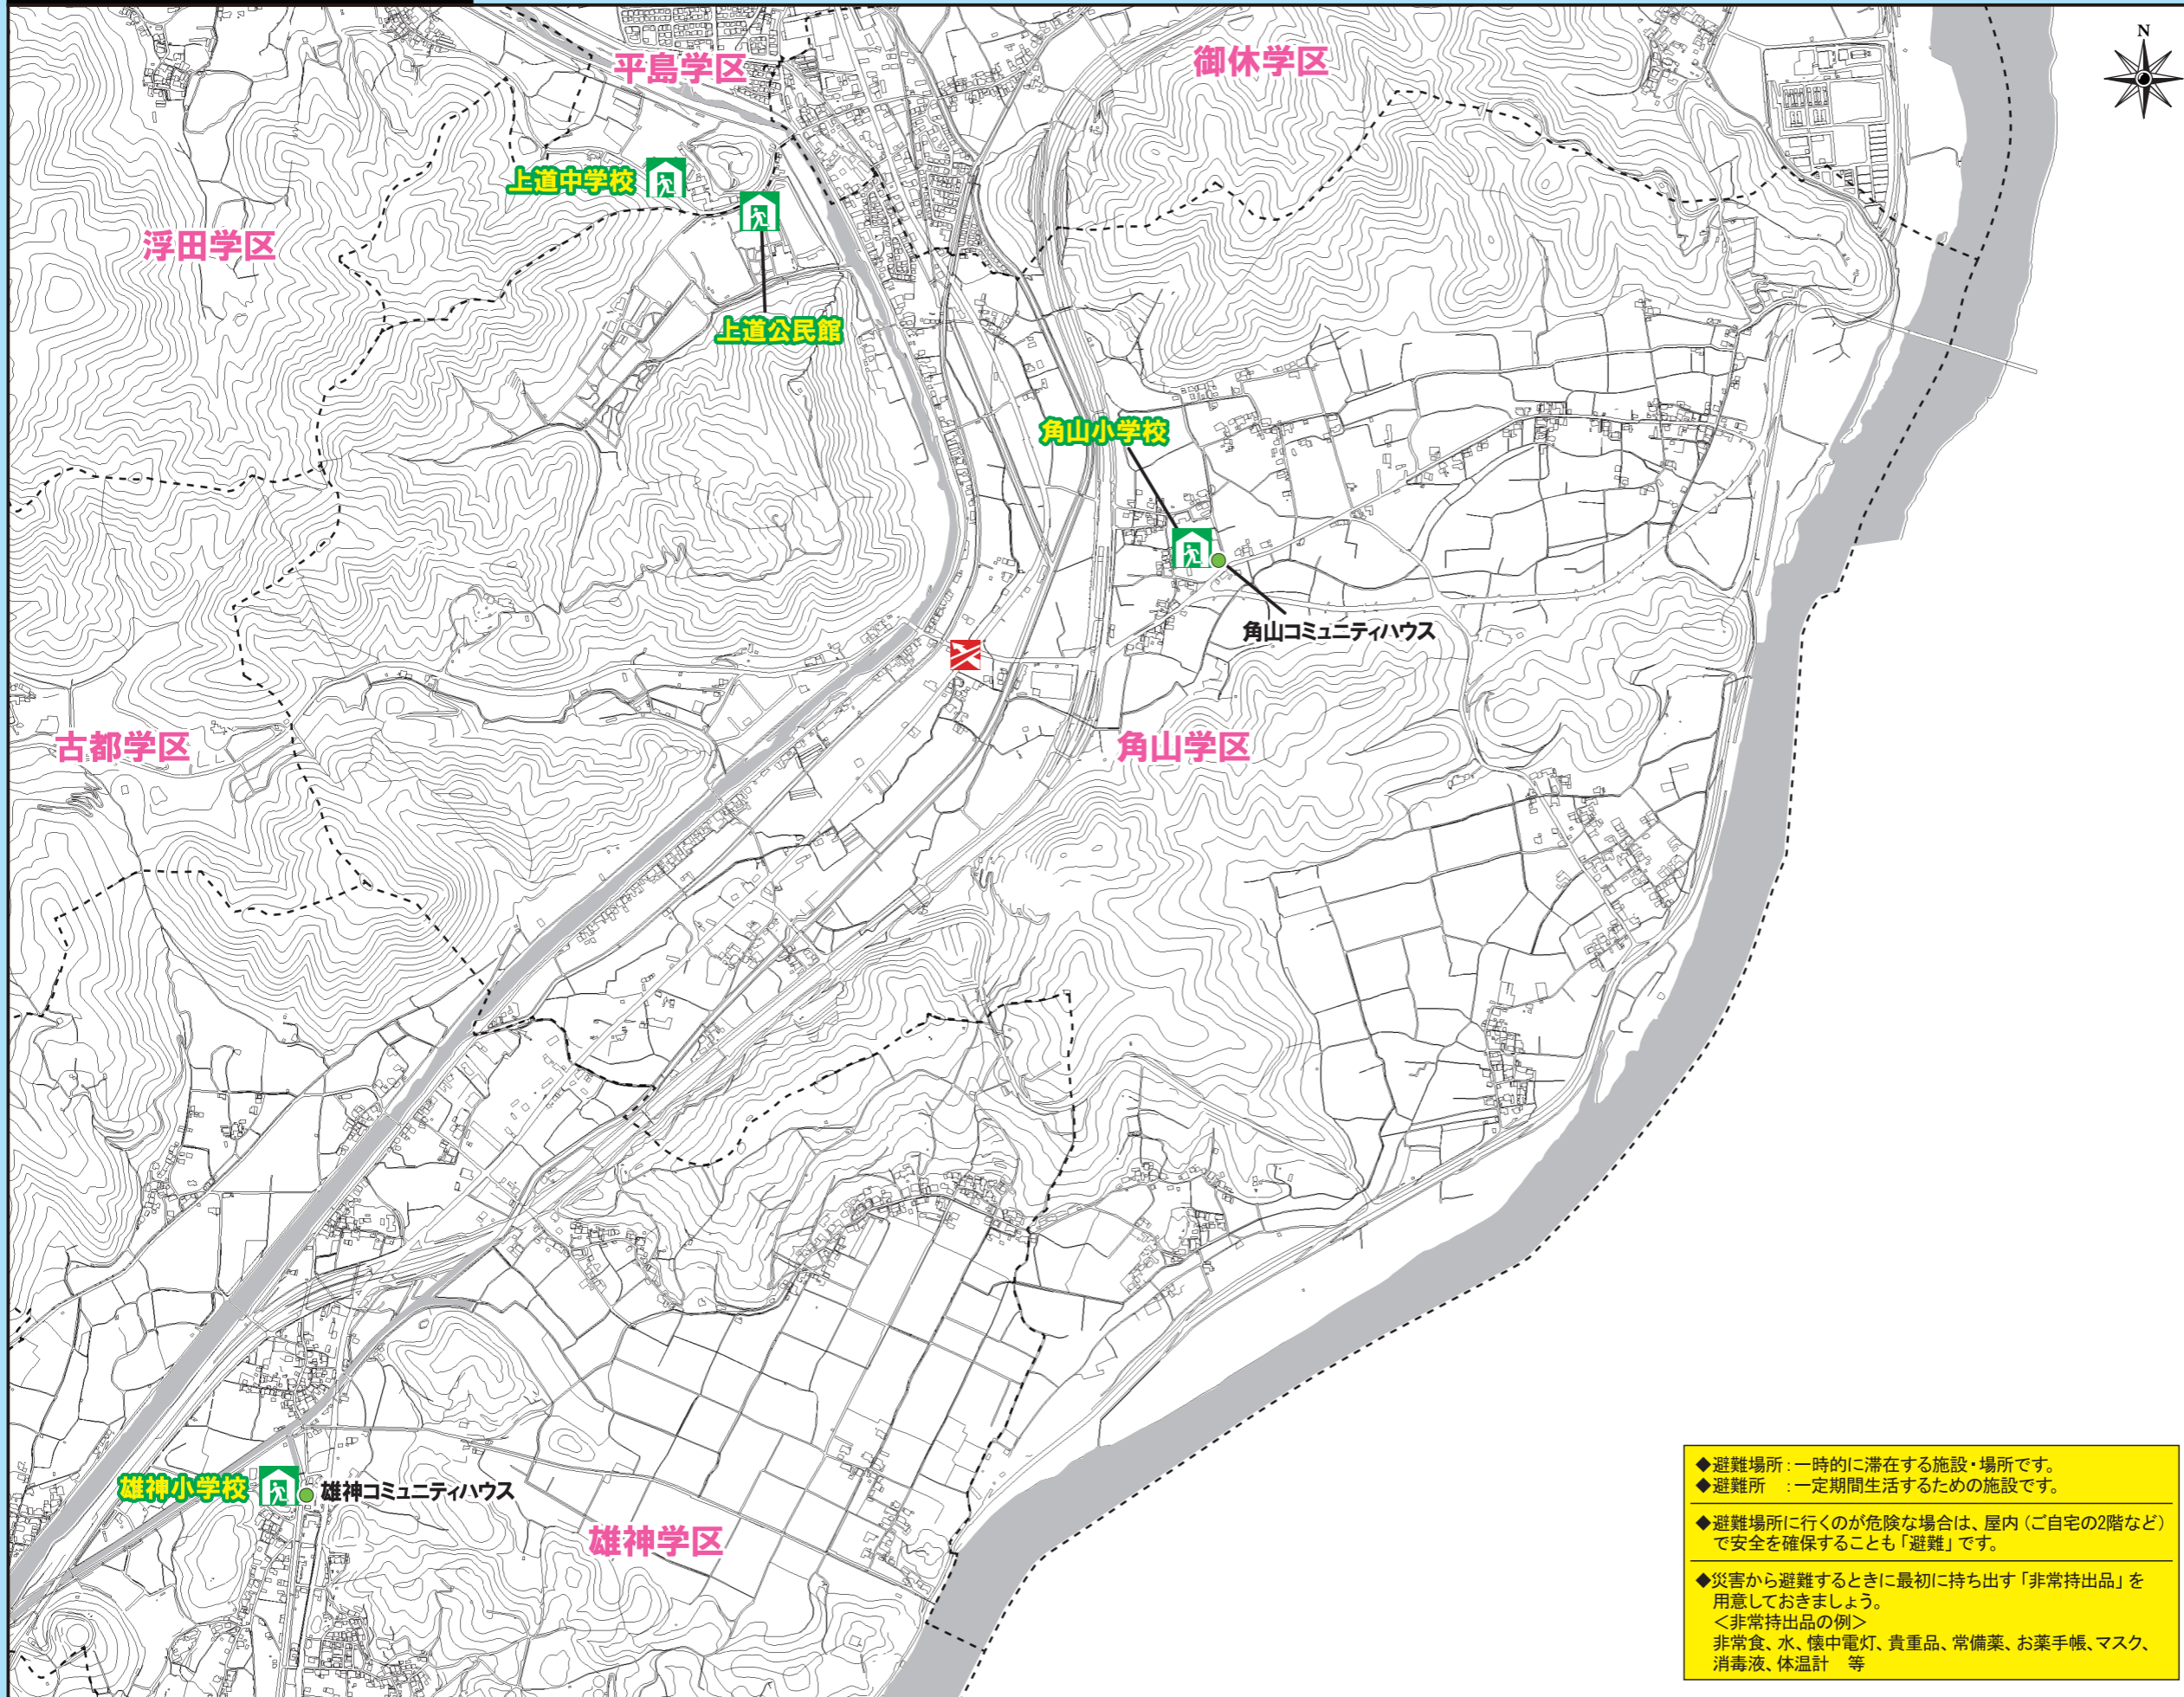 N
平島学区
御休学区
上道中学校
浮田学区
上道公民館
角山小学校
角山コミュニティハウス
古都学区
角山学区
雄神小学校
雄神コミュニティハウス
雄神学区
◆避難場所：一時的に滞在する施設・場所です。
◆避難所　：一定期間生活するための施設です。
◆避難場所に行くのが危険な場合は、屋内（ご自宅の2階など）
で安全を確保することも「避難」です。
◆災害から避難するときに最初に持ち出す「非常持出品」を
用意しておきましょう。
＜非常持出品の例＞
非常食、水、懐中電灯、貴重品、常備薬、お薬手帳、マスク、
消毒液、体温計　等